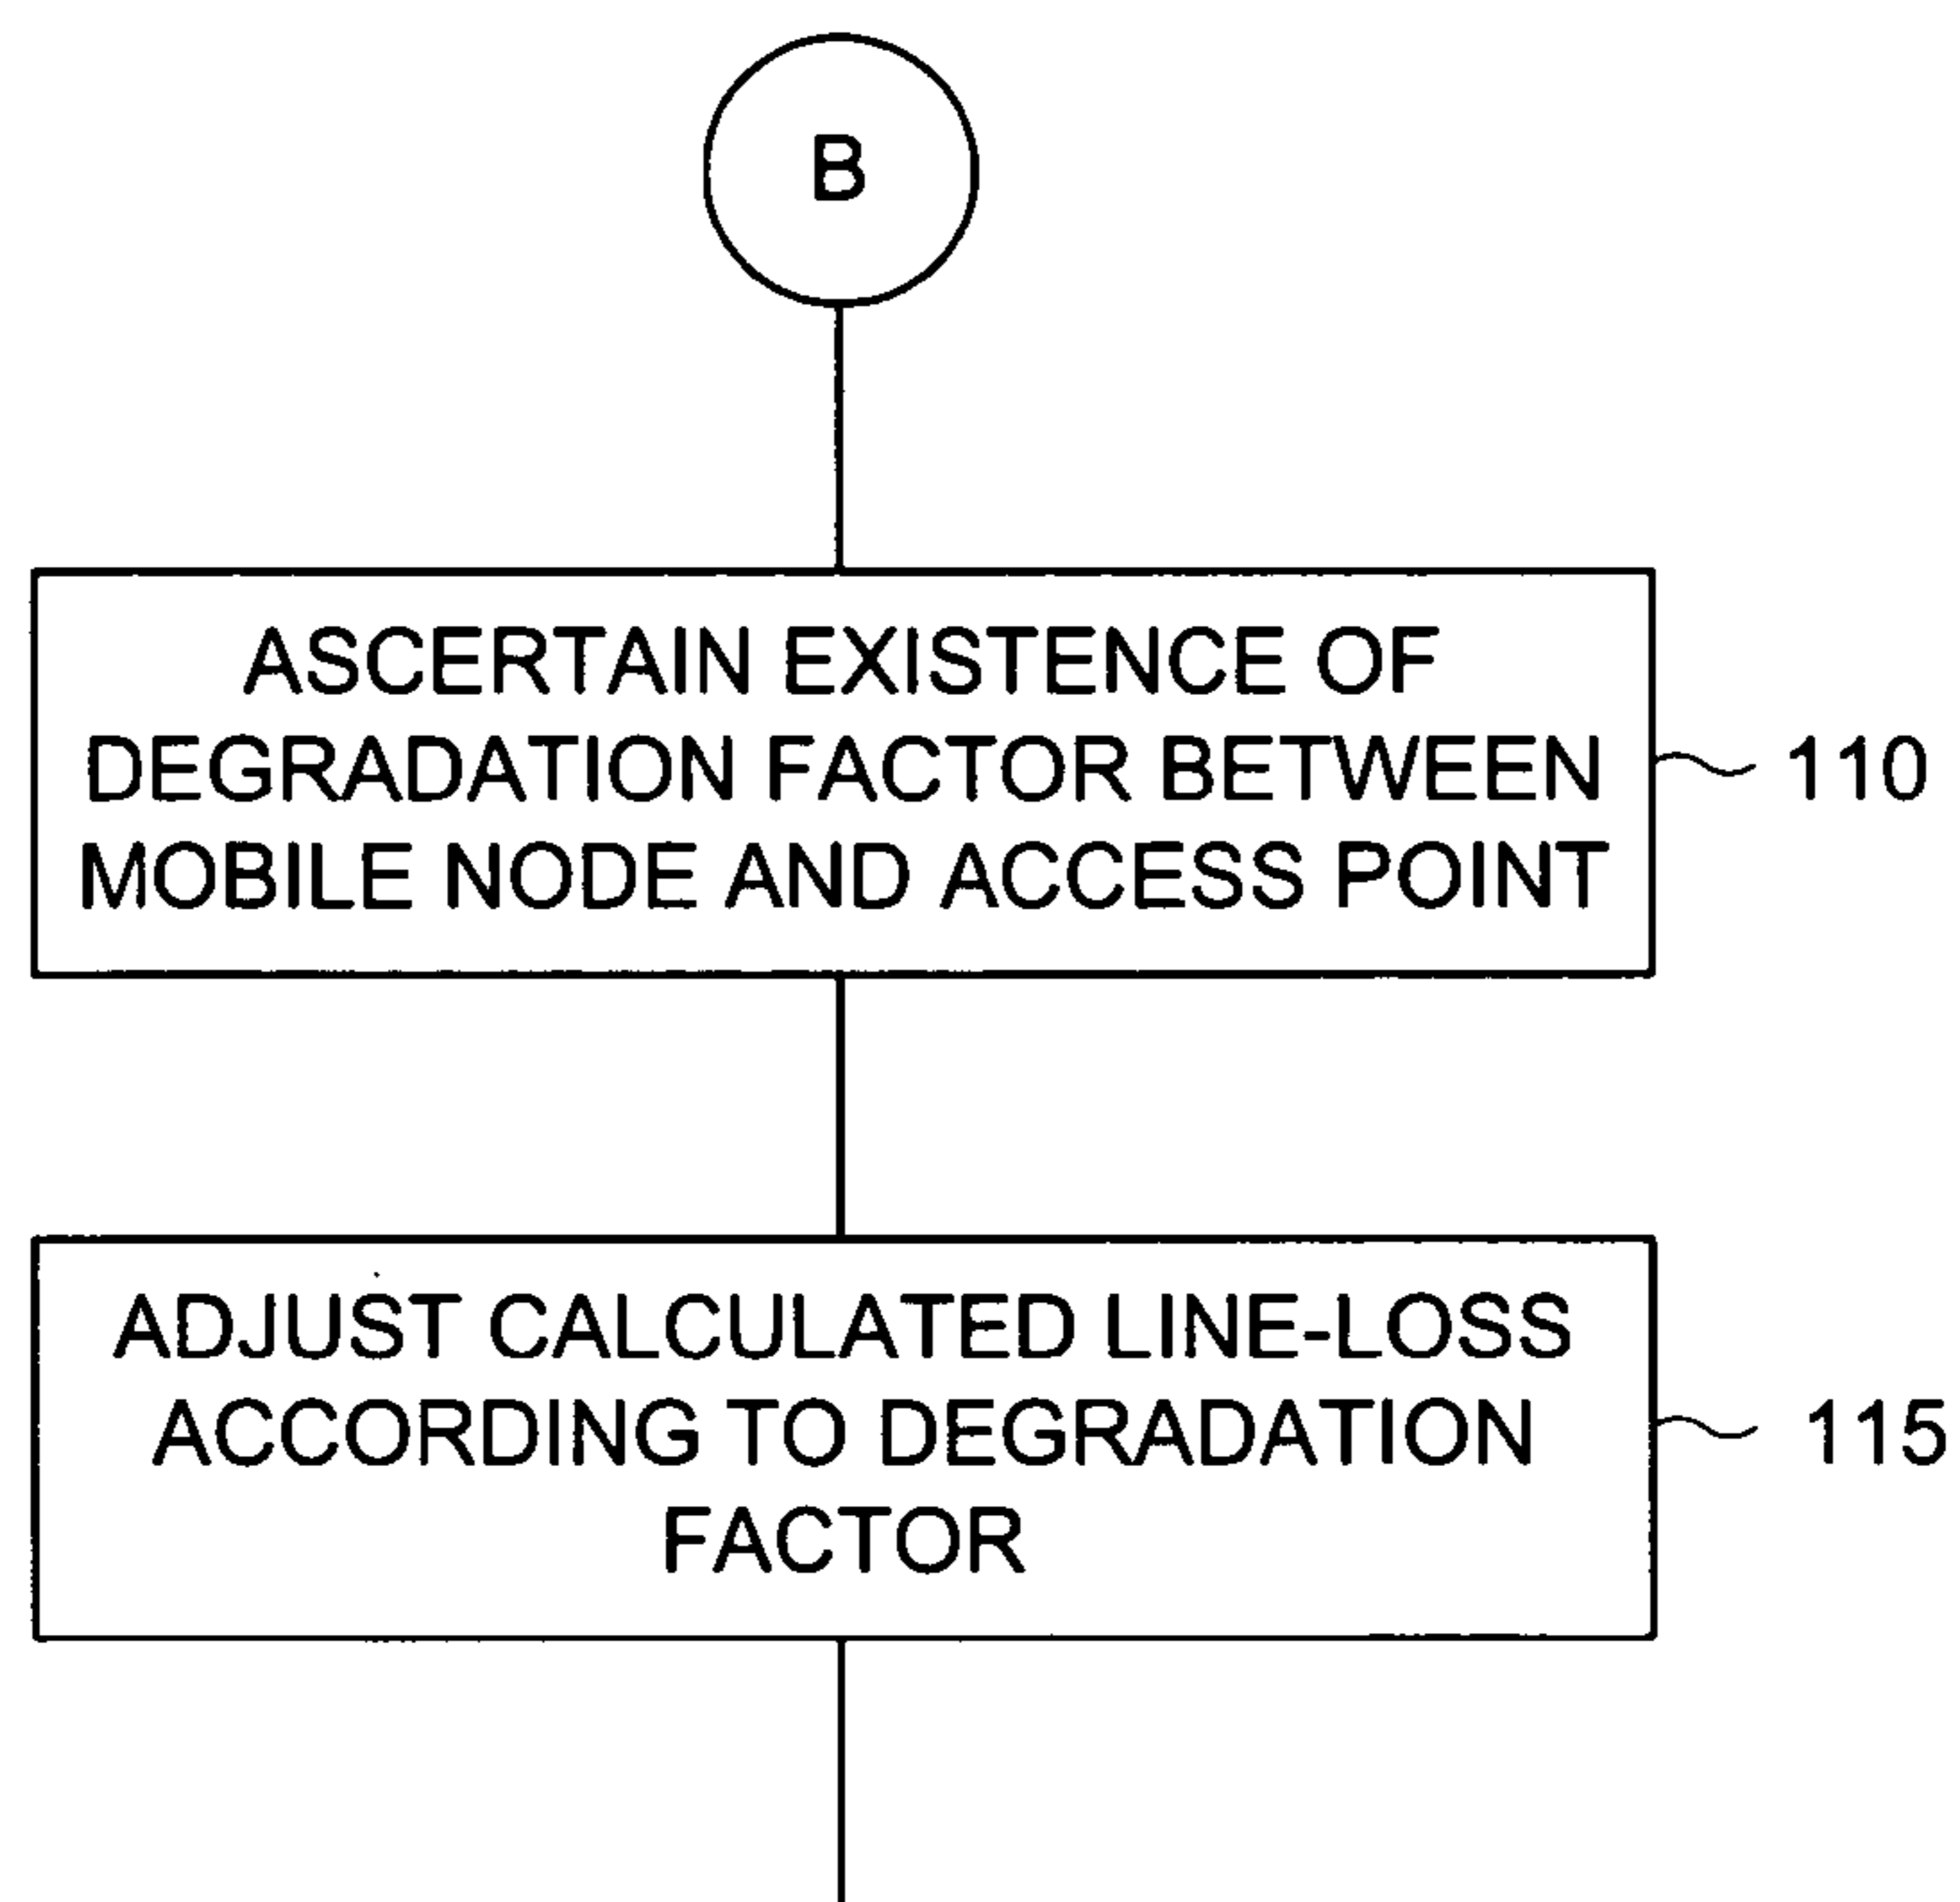 B
ASCERTAIN EXISTENCE OF
DEGRADATION FACTOR BETWEEN
MOBILE NODE AND ACCESS POINT
110
ADJUST CALCULATED LINE-LOSS
ACCORDING TO DEGRADATION
FACTOR
115